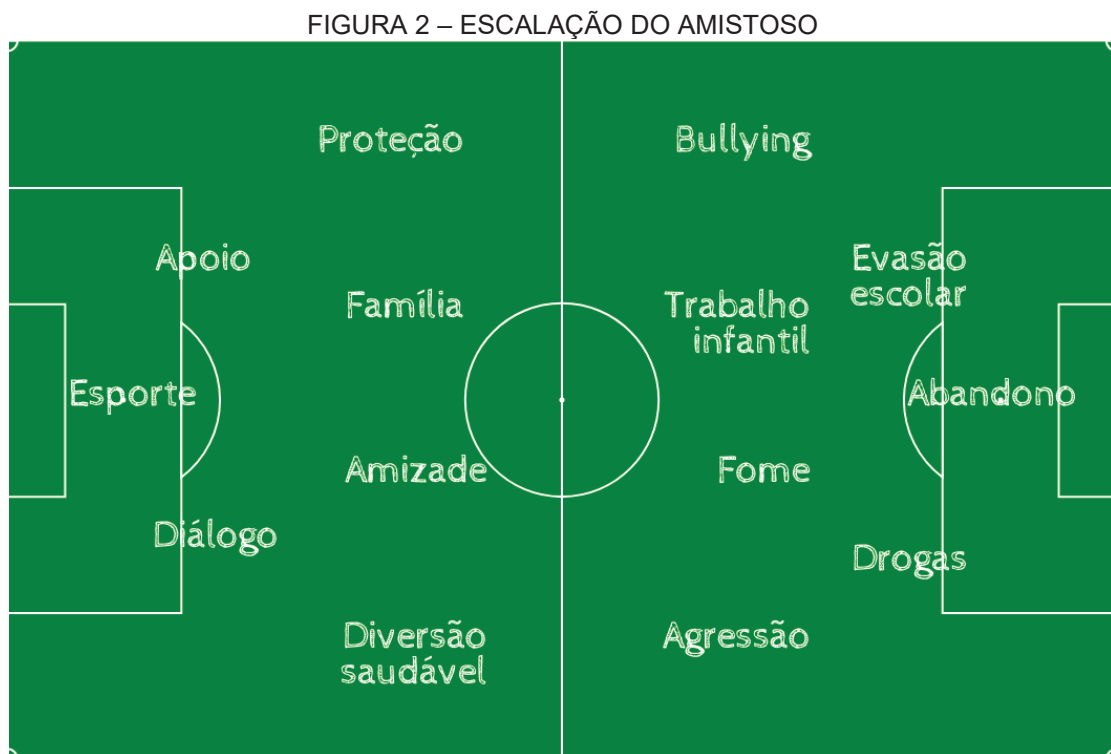 FIGURA 2 – ESCALAÇÃO DO AMISTOSO
Proteção
Apoio
Família
Esporte
Amizade
Diálogo
Diversão
saudável
Bullying
Evasão
escolar
Trabalho
infantil
Abandono
Fome
Drogas
Agressão